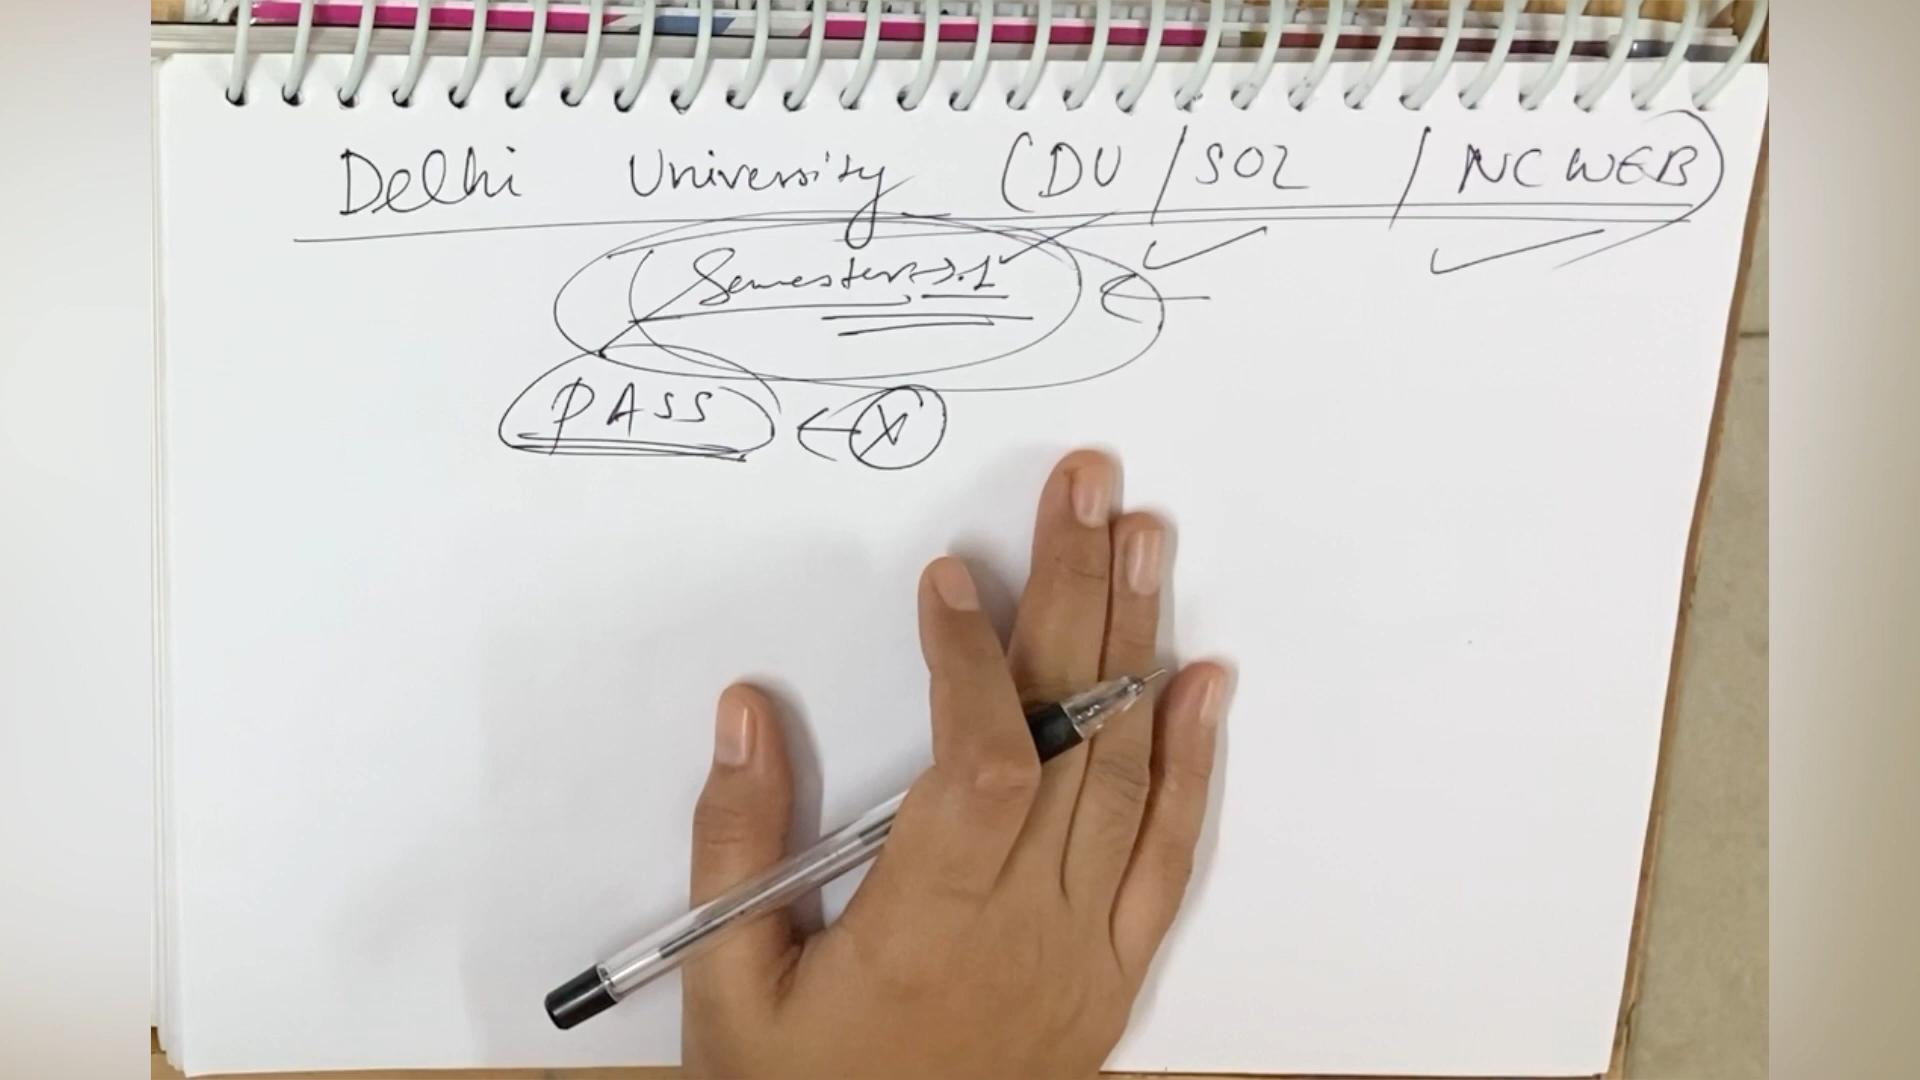 Delhi University (DU / SOL / NCWEB)
Semester → 1
PASS ← X